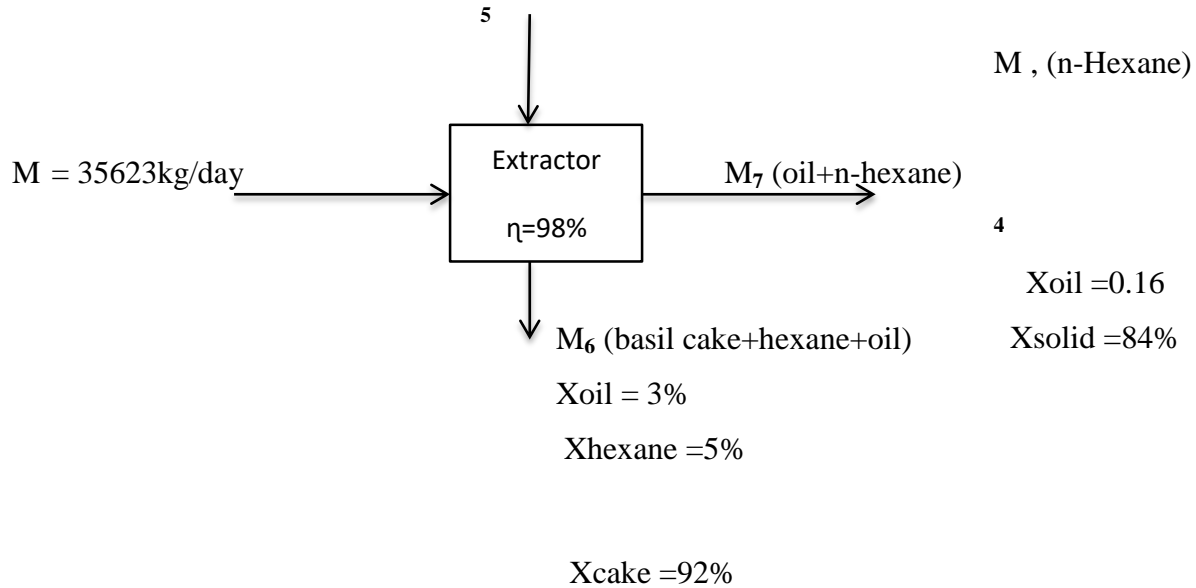 5
M , (n-Hexane)
Extractor
M = 35623kg/day
M₇ (oil+n-hexane)
η=98%
4
Xoil =0.16
M₆ (basil cake+hexane+oil)
Xsolid =84%
Xoil = 3%
Xhexane =5%
Xcake =92%